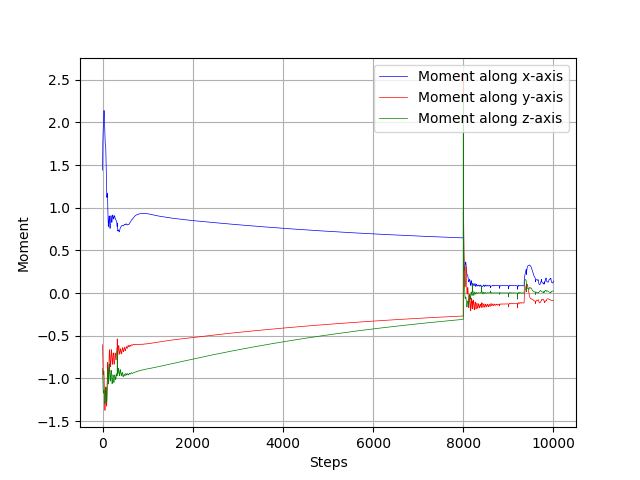 Moment along x-axis
Moment along y-axis
Moment along z-axis
2.5
2.0
1.5
1.0
0.5
0.0
−0.5
−1.0
−1.5
Moment
0 2000 4000 6000 8000 10000
Steps